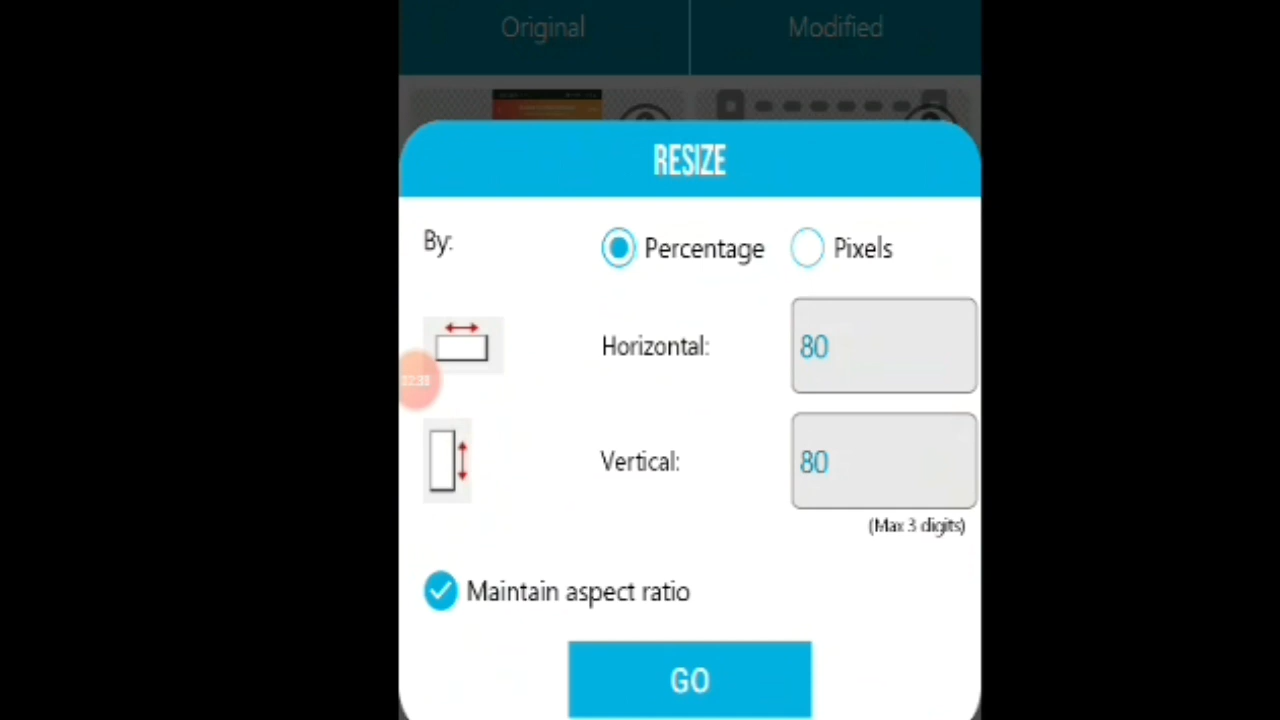 Original Modified
RESIZE
By: Percentage Pixels
Horizontal: 80
Vertical: 80
(Max 3 digits)
Maintain aspect ratio
GO